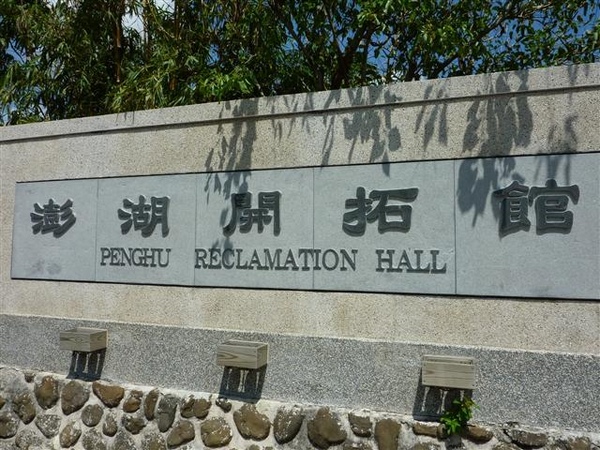 澎湖開拓館
PENGHU RECLAMATION HALL